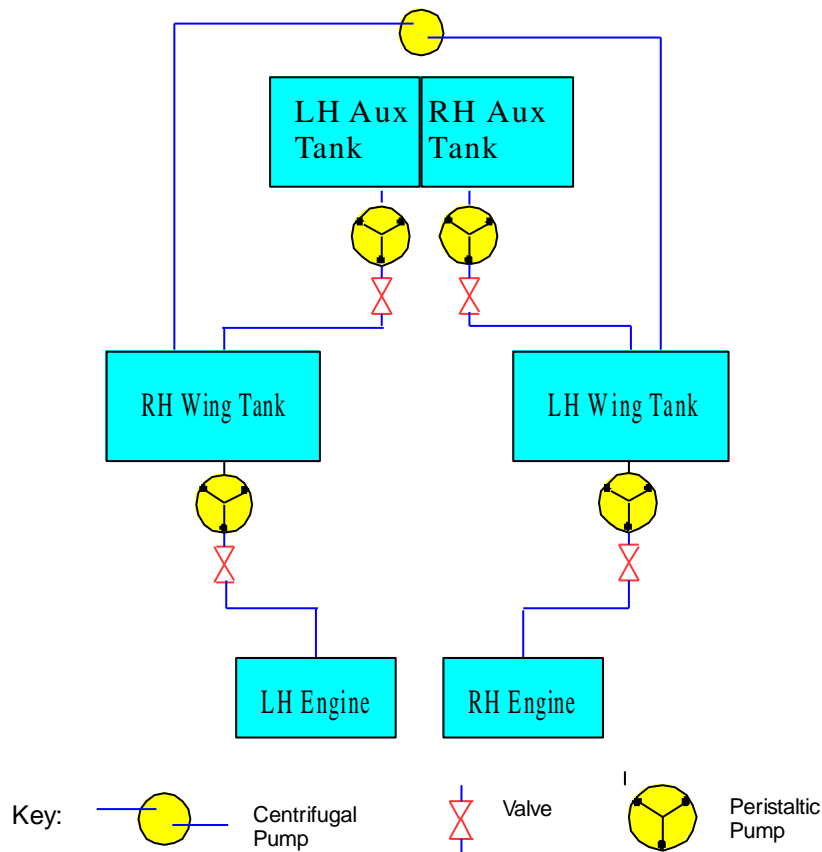 LH Aux
Tank
RH Aux
Tank
RH Wing Tank
LH Wing Tank
LH Engine
RH Engine
Key:
Centrifugal
Pump
Valve
Peristaltic
Pump